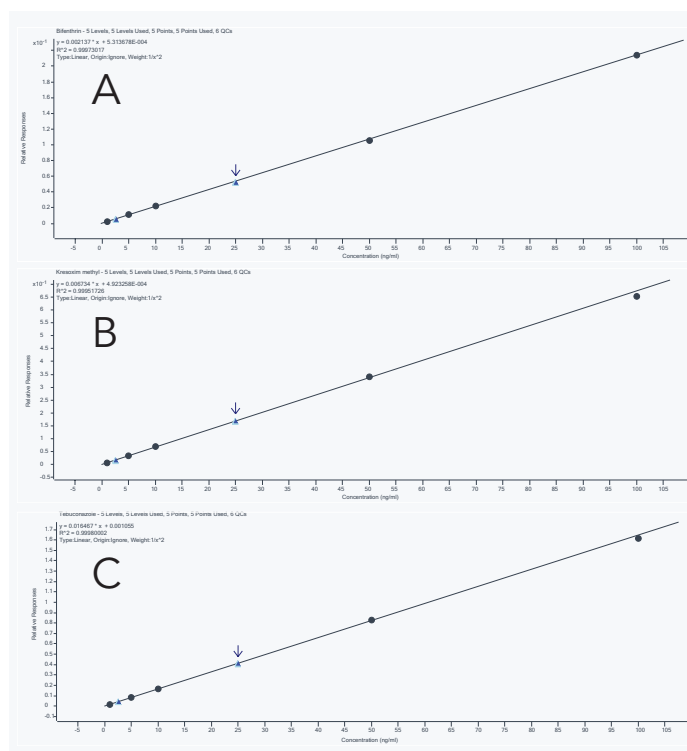 Bifenthrin - 5 Levels, 5 Levels Used, 5 Points, 5 Points Used, 6 QCs
x10⁻¹
y = 0.002137 * x + 5.313678E-004
R^2 = 0.99973017
Type:Linear, Origin:Ignore, Weight:1/x^2
A
Relative Responses
2
1.8
1.6
1.4
1.2
1
0.8
0.6
0.4
0.2
0
-5 0 5 10 15 20 25 30 35 40 45 50 55 60 65 70 75 80 85 90 95 100 105
Concentration (ng/ml)
Kresoxim methyl - 5 Levels, 5 Levels Used, 5 Points, 5 Points Used, 6 QCs
x10⁻¹
y = 0.006734 * x + 4.923258E-004
R^2 = 0.99951726
Type:Linear, Origin:Ignore, Weight:1/x^2
B
Relative Responses
6.5
6
5.5
5
4.5
4
3.5
3
2.5
2
1.5
1
0.5
0
-0.5
-5 0 5 10 15 20 25 30 35 40 45 50 55 60 65 70 75 80 85 90 95 100 105
Concentration (ng/ml)
Tebuconazole - 5 Levels, 5 Levels Used, 5 Points, 5 Points Used, 6 QCs
y = 0.016467 * x + 0.001055
R^2 = 0.99980002
Type:Linear, Origin:Ignore, Weight:1/x^2
C
Relative Responses
1.7
1.6
1.5
1.4
1.3
1.2
1.1
1
0.9
0.8
0.7
0.6
0.5
0.4
0.3
0.2
0.1
0
-0.1
-5 0 5 10 15 20 25 30 35 40 45 50 55 60 65 70 75 80 85 90 95 100 105
Concentration (ng/ml)